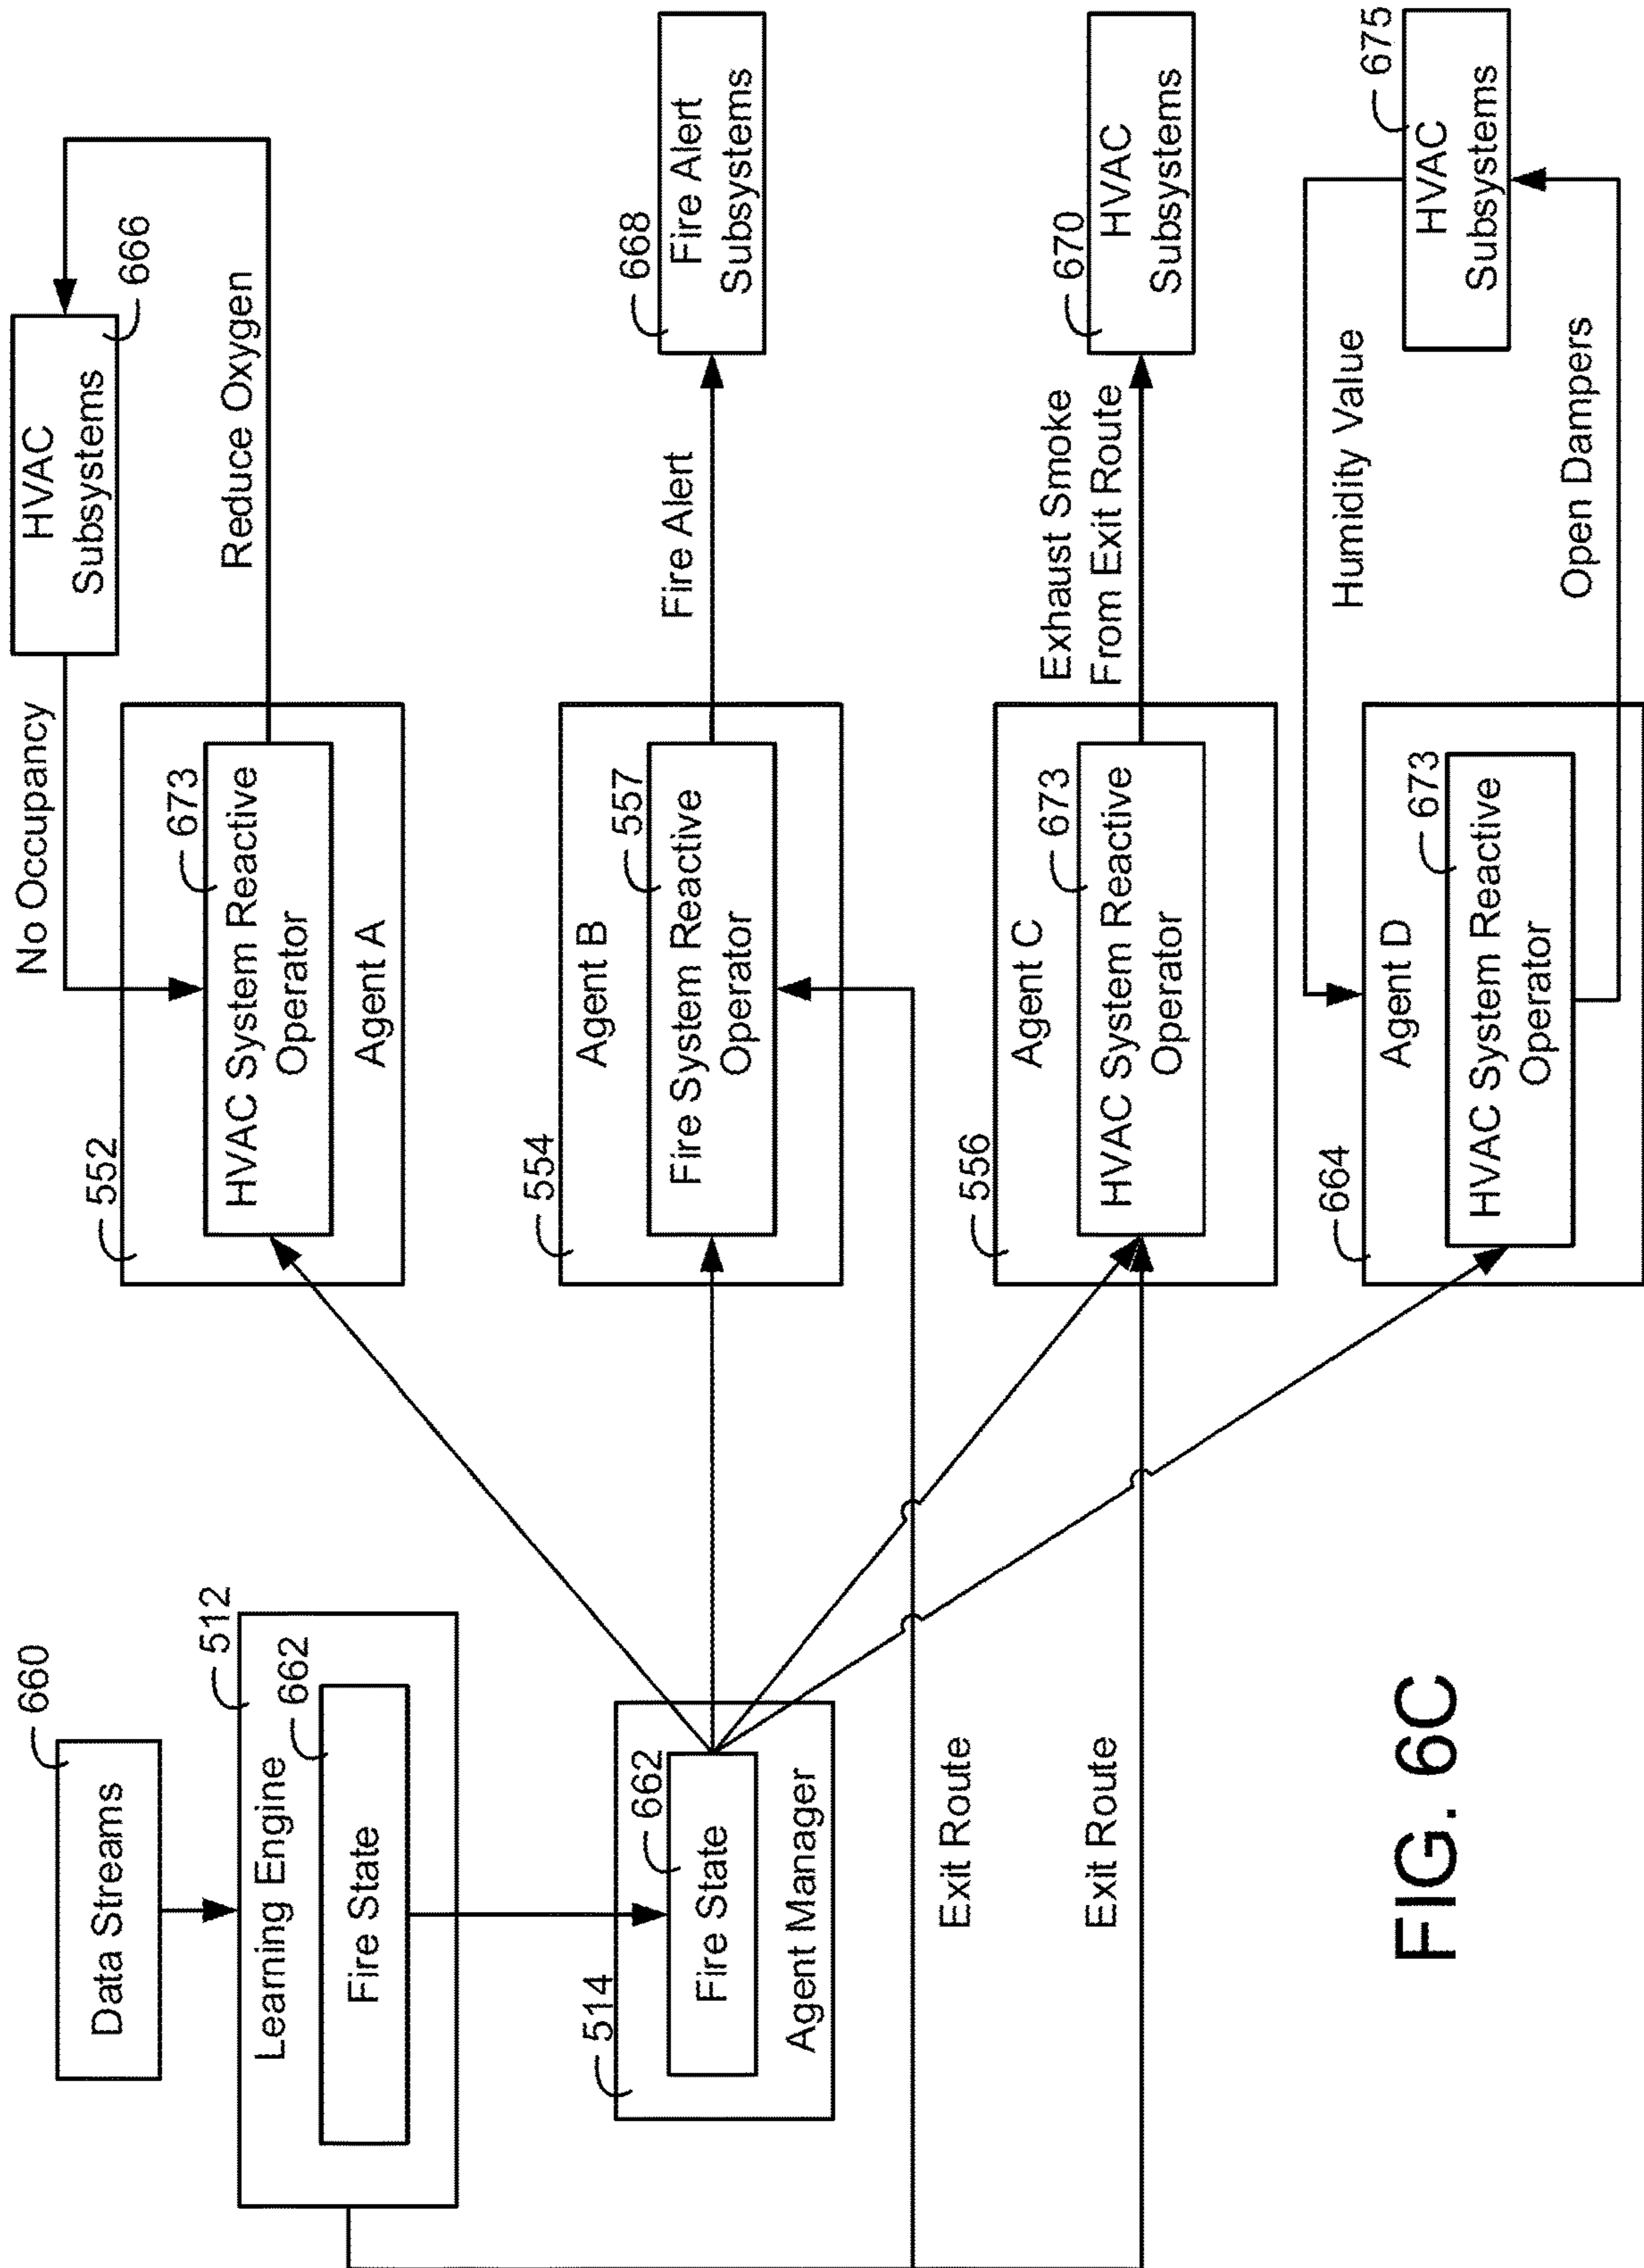 660
Data Streams
512
Learning Engine
662
Fire State
514
662
Fire State
Agent Manager
Exit Route
Exit Route
No Occupancy
HVAC
Subsystems
666
Reduce Oxygen
552
673
HVAC System Reactive
Operator
Agent A
554
Agent B
557
Fire System Reactive
Operator
Fire Alert
668
Fire Alert
Subsystems
556
Agent C
673
HVAC System Reactive
Operator
Exhaust Smoke
From Exit Route
670
HVAC
Subsystems
664
Agent D
673
HVAC System Reactive
Operator
Humidity Value
Open Dampers
675
HVAC
Subsystems
FIG. 6C